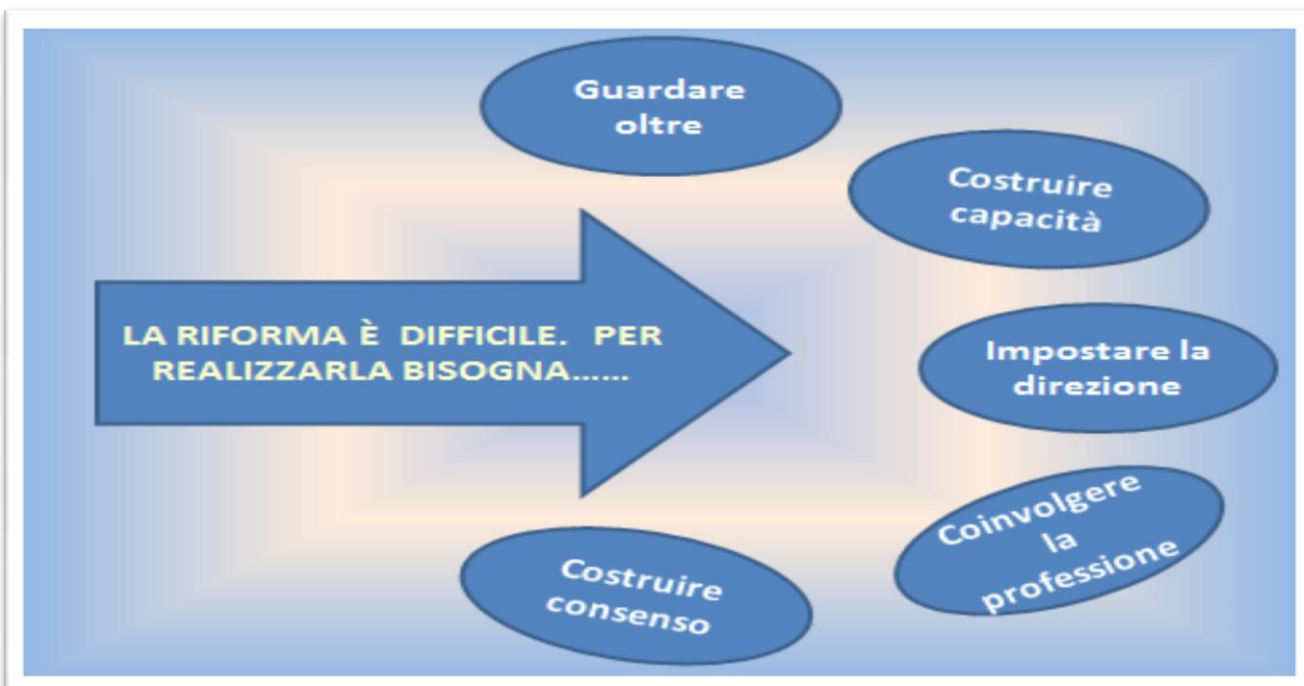 Guardare
oltre
Costruire
capacità
LA RIFORMA È DIFFICILE. PER
REALIZZARLA BISOGNA......
Impostare la
direzione
Coinvolgere
la
professione
Costruire
consenso